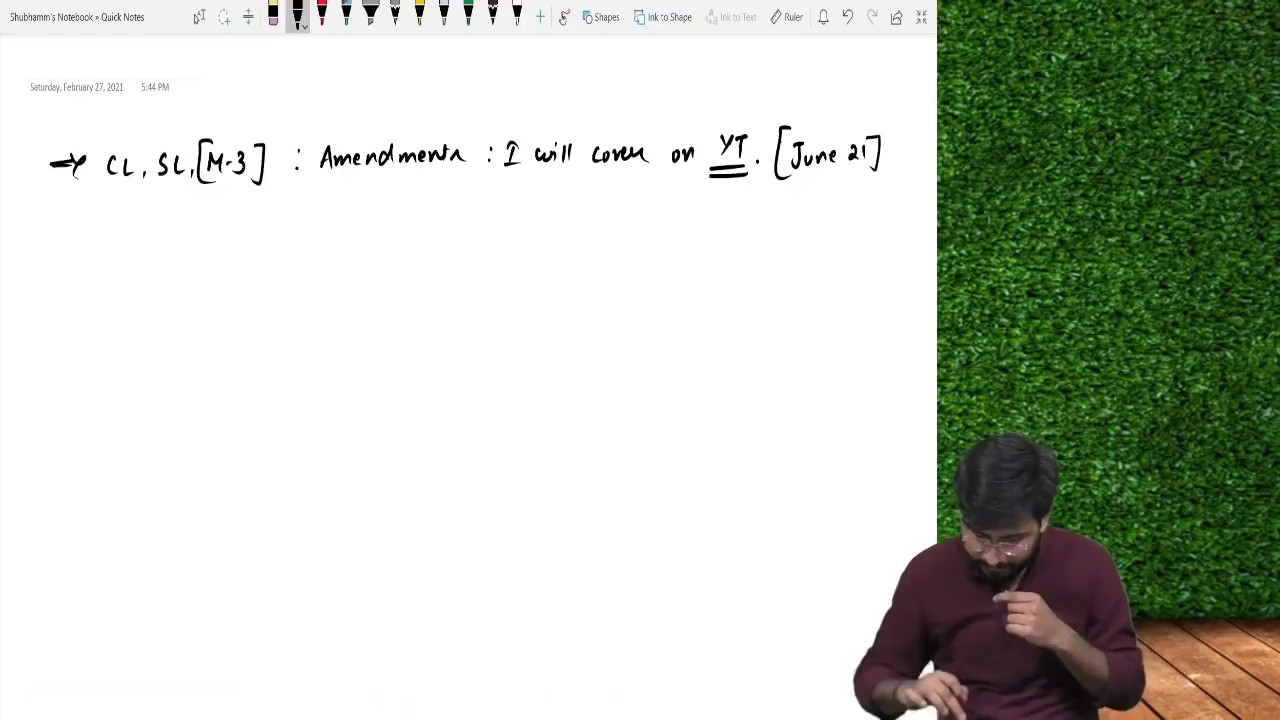 Shubhamm's Notebook » Quick Notes
Shapes
Ink to Shape
Ink to Text
Ruler
Saturday, February 27, 2021 5:44 PM
→ CL, SL, [M-3] : Amendments : I will cover on YT. [June 21]